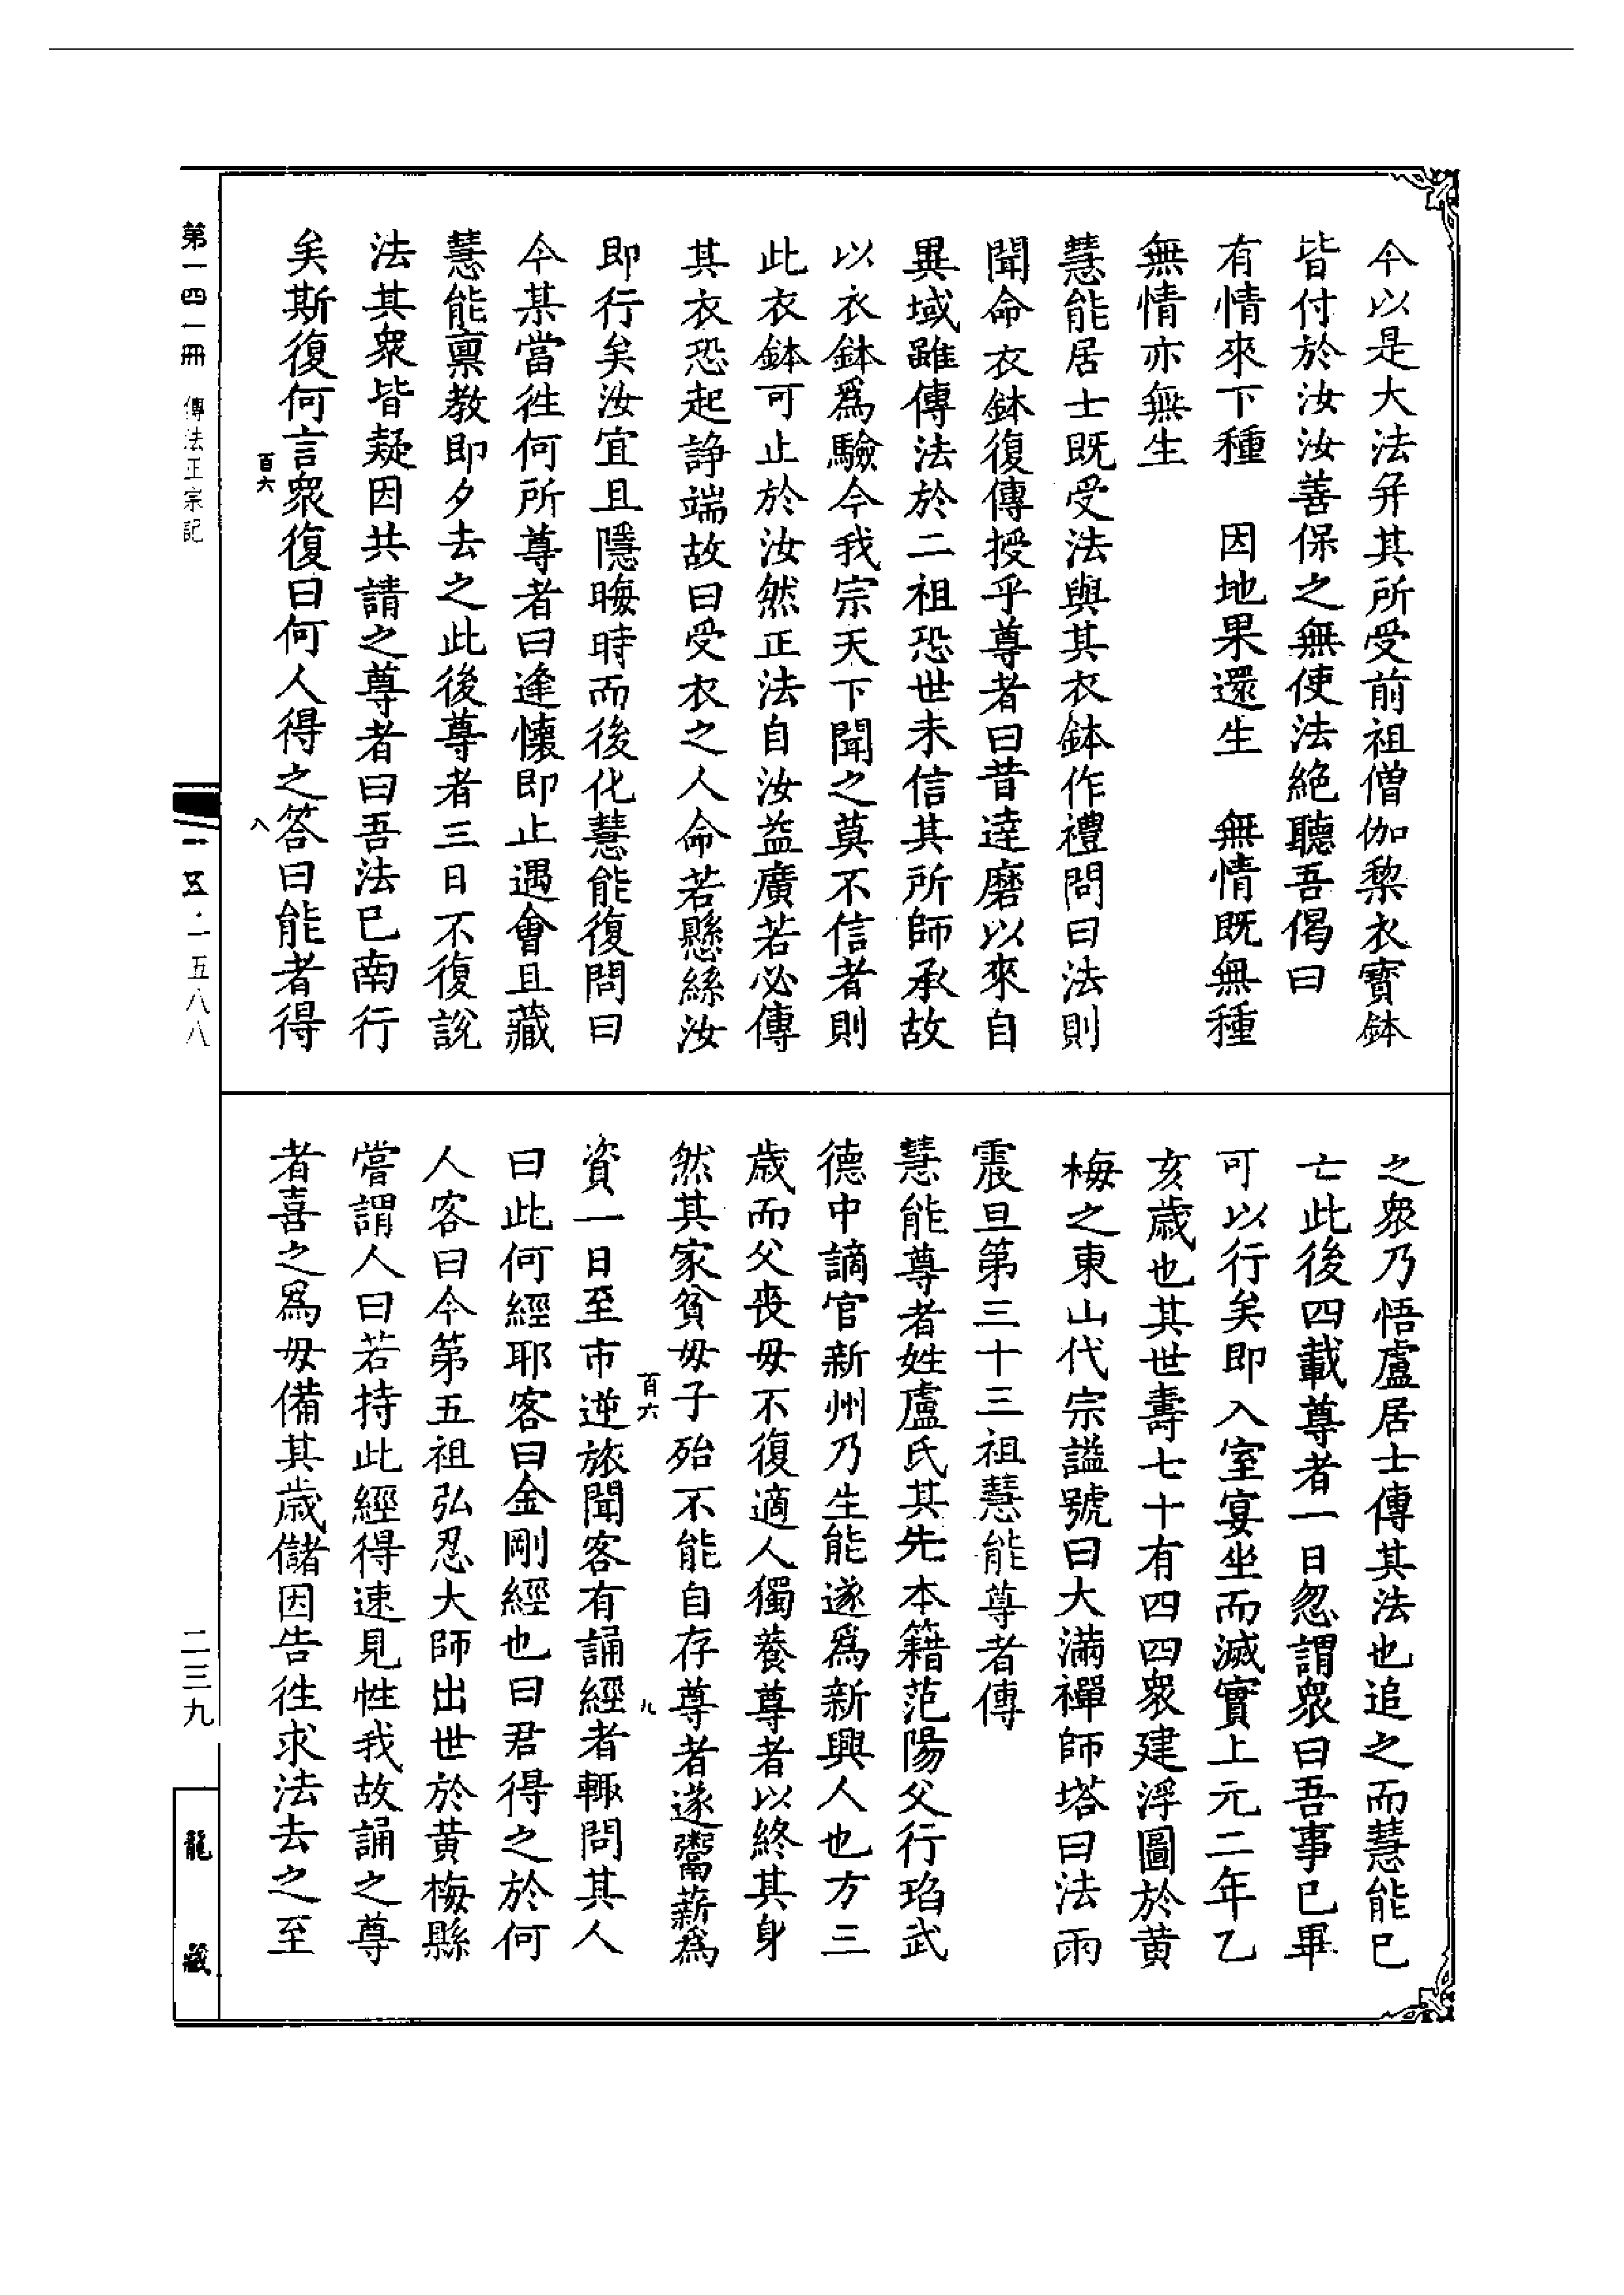 今以是大法并其所受前祖僧伽黎衣寶鉢
皆付於汝汝善保之無使法絕聽吾偈曰
有情來下種　因地果還生　無情既無種
無情亦無生
慧能居士既受法與其衣鉢作禮問曰法則
聞命衣鉢復傳授乎尊者曰昔達磨以來自
異域雖傳法於二祖恐世未信其所師承故
以衣鉢爲驗今我宗天下聞之莫不信者則
此衣鉢可止於汝然正法自汝益廣若必傳
其衣恐起諍端故曰受衣之人命若懸絲汝
即行矣汝宜且隱晦時而後化慧能復問曰
今某當徃何所尊者曰逢懷即止遇會且藏
慧能禀教即夕去之此後尊者三日不復說
法其衆皆疑因共請之尊者曰吾法已南行
矣斯復何言衆復曰何人得之答曰能者得
百六
八
之衆乃悟盧居士傳其法也追之而慧能已
亡此後四載尊者一日忽謂衆曰吾事已畢
可以行矣即入室宴坐而滅實上元二年乙
亥歲也其世壽七十有四四衆建浮圖於黃
梅之東山代宗謚號曰大滿禪師塔曰法雨
震旦第三十三祖慧能尊者傳
慧能尊者姓盧氏其先本籍范陽父行瑫武
德中謫官新州乃生能遂爲新興人也方三
歲而父喪母不復適人獨養尊者以終其身
然其家貧母子殆不能自存尊者遂鬻薪爲
百六
九
資一日至市逆旅聞客有誦經者輙問其人
曰此何經耶客曰金剛經也曰君得之於何
人客曰今第五祖弘忍大師出世於黃梅縣
嘗謂人曰若持此經得速見性我故誦之尊
者喜之爲母備其歲儲因告徃求法去之至
第一四一冊　傳法正宗記
一一五·一五八八
二三九
龍藏